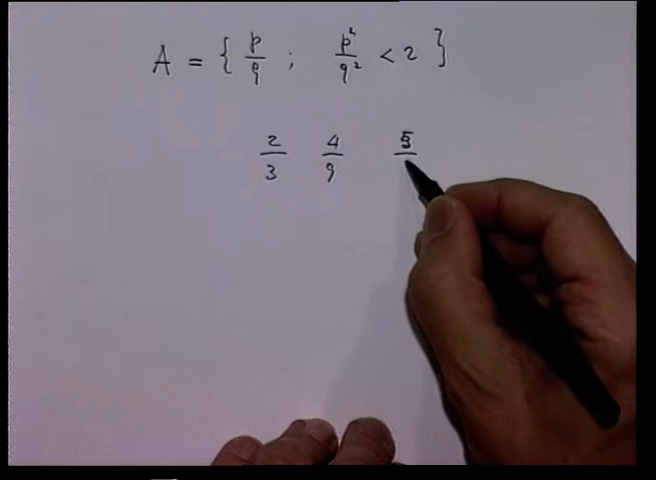 A = { p/q ; p²/q² < 2 }
2/3 4/9 5/